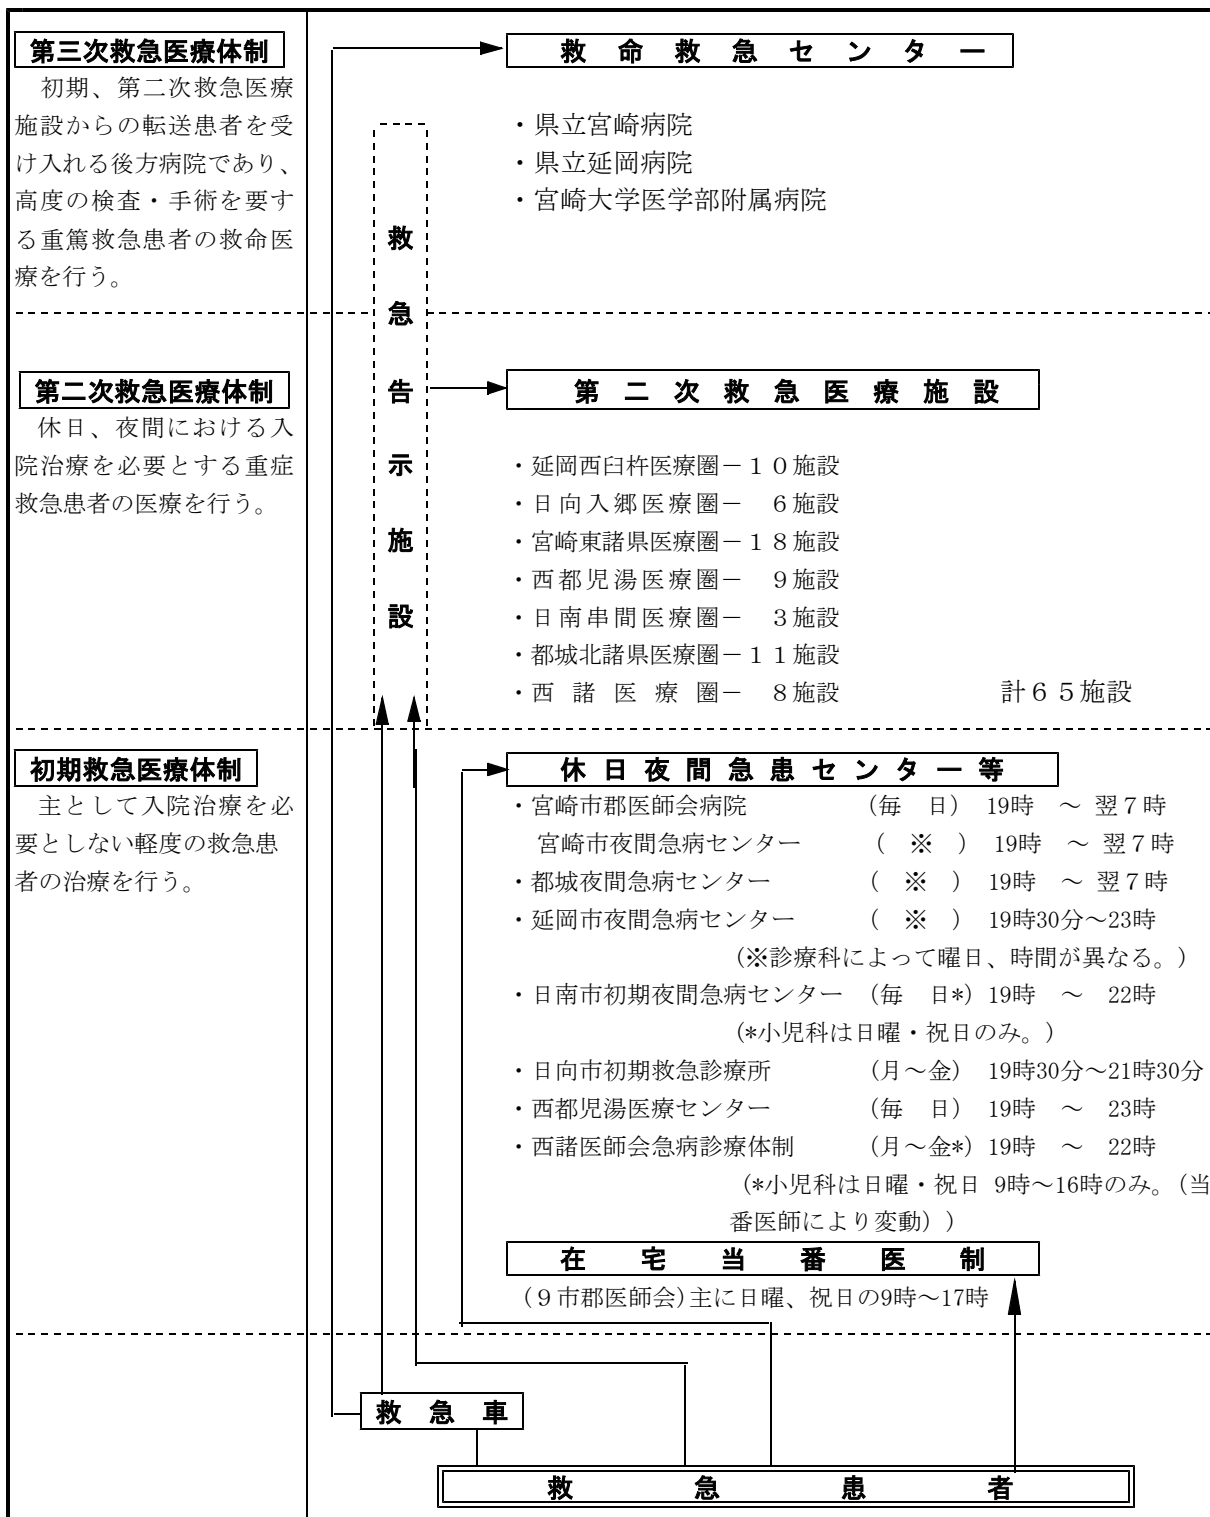 第三次救急医療体制
初期、第二次救急医療
施設からの転送患者を受
け入れる後方病院であり、
高度の検査・手術を要す
る重篤救急患者の救命医
療を行う。
救命救急センター
・県立宮崎病院
・県立延岡病院
・宮崎大学医学部附属病院
救急告示施設
第二次救急医療体制
休日、夜間における入
院治療を必要とする重症
救急患者の医療を行う。
第二次救急医療施設
・延岡西臼杵医療圏－１０施設
・日向入郷医療圏－　６施設
・宮崎東諸県医療圏－１８施設
・西都児湯医療圏－　９施設
・日南串間医療圏－　３施設
・都城北諸県医療圏－１１施設
・西諸医療圏－　８施設　計６５施設
初期救急医療体制
主として入院治療を必
要としない軽度の救急患
者の治療を行う。
休日夜間急患センター等
・宮崎市郡医師会病院　（毎　日）　19時　～　翌７時
宮崎市夜間急病センター　（　※　）　19時　～　翌７時
・都城夜間急病センター　（　※　）　19時　～　翌７時
・延岡市夜間急病センター　（　※　）　19時30分～23時
（※診療科によって曜日、時間が異なる。）
・日南市初期夜間急病センター　（毎　日*）19時　～　22時
（*小児科は日曜・祝日のみ。）
・日向市初期救急診療所　（月～金）　19時30分～21時30分
・西都児湯医療センター　（毎　日）　19時　～　23時
・西諸医師会急病診療体制　（月～金*）19時　～　22時
（*小児科は日曜・祝日 9時～16時のみ。（当
番医師により変動））
在宅当番医制
（９市郡医師会）主に日曜、祝日の9時～17時
救急車
救急患者